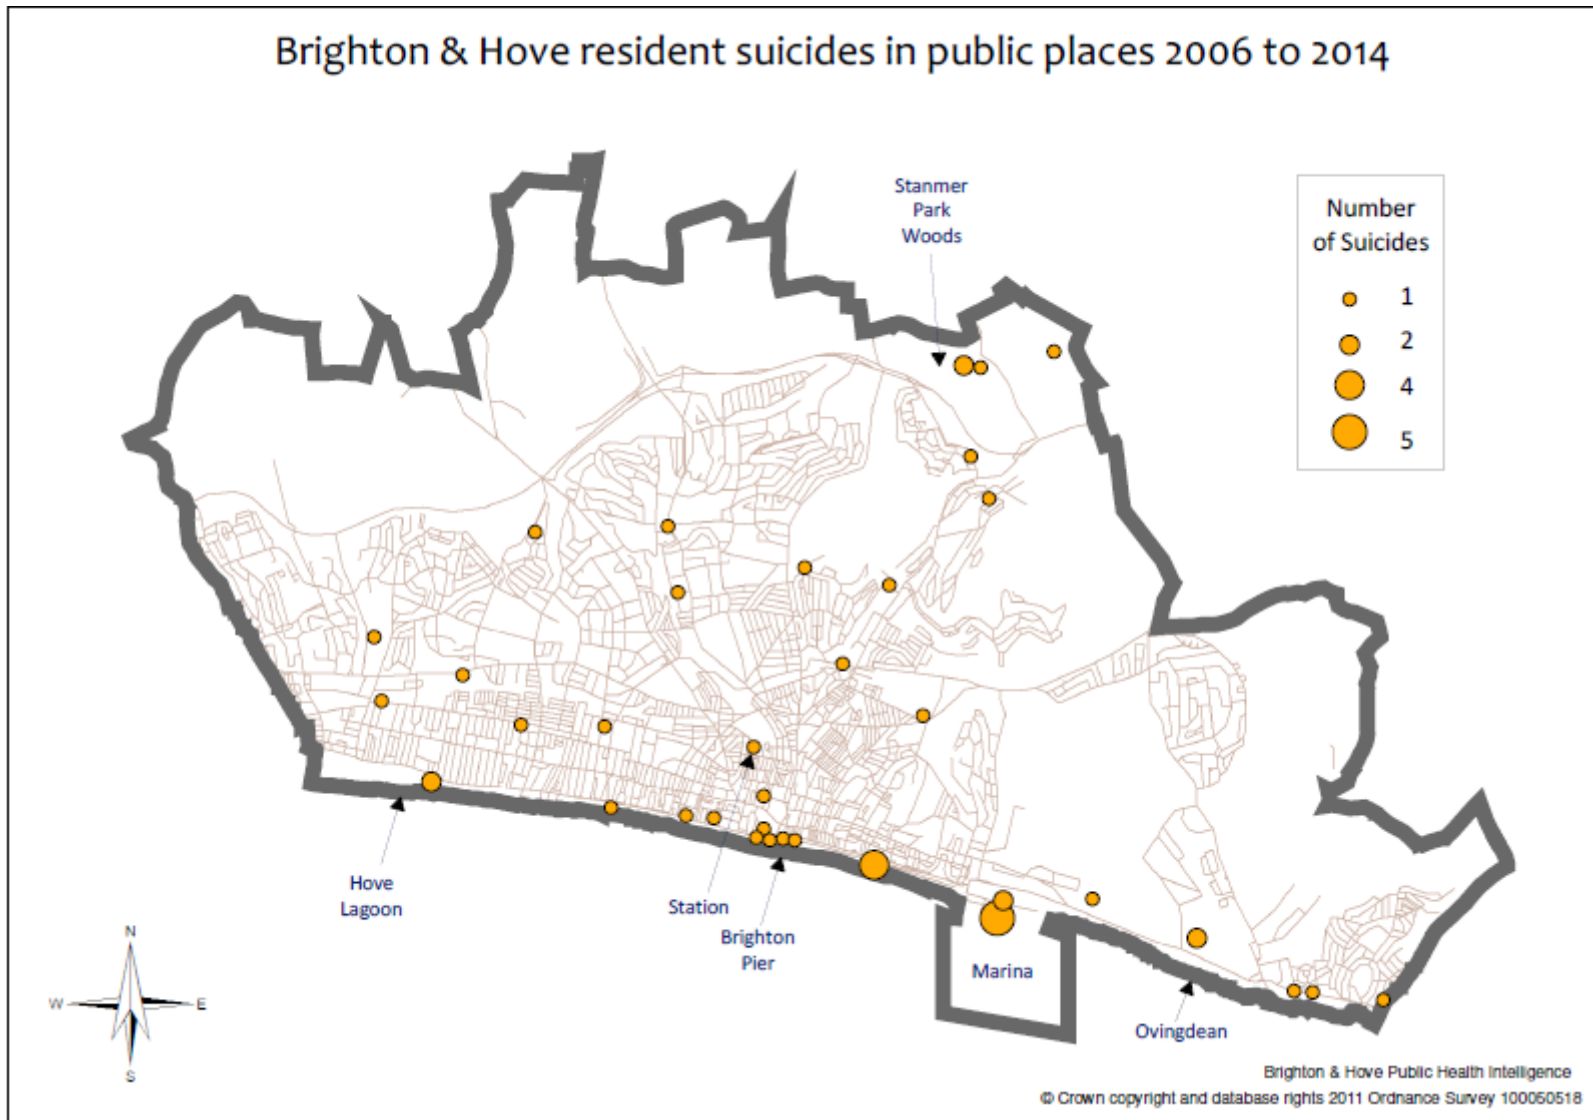 Brighton & Hove resident suicides in public places 2006 to 2014
Stanmer
Park
Woods
Number
of Suicides
1
2
4
5
Hove
Lagoon
Station
Brighton
Pier
Marina
Ovingdean
N
W
E
S
Brighton & Hove Public Health Intelligence
© Crown copyright and database rights 2011 Ordnance Survey 100050518